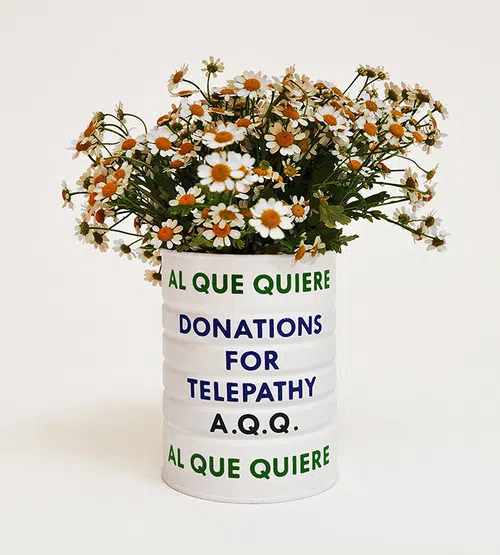 AL QUE QUIERE
DONATIONS
FOR
TELEPATHY
A.Q.Q.
AL QUE QUIERE